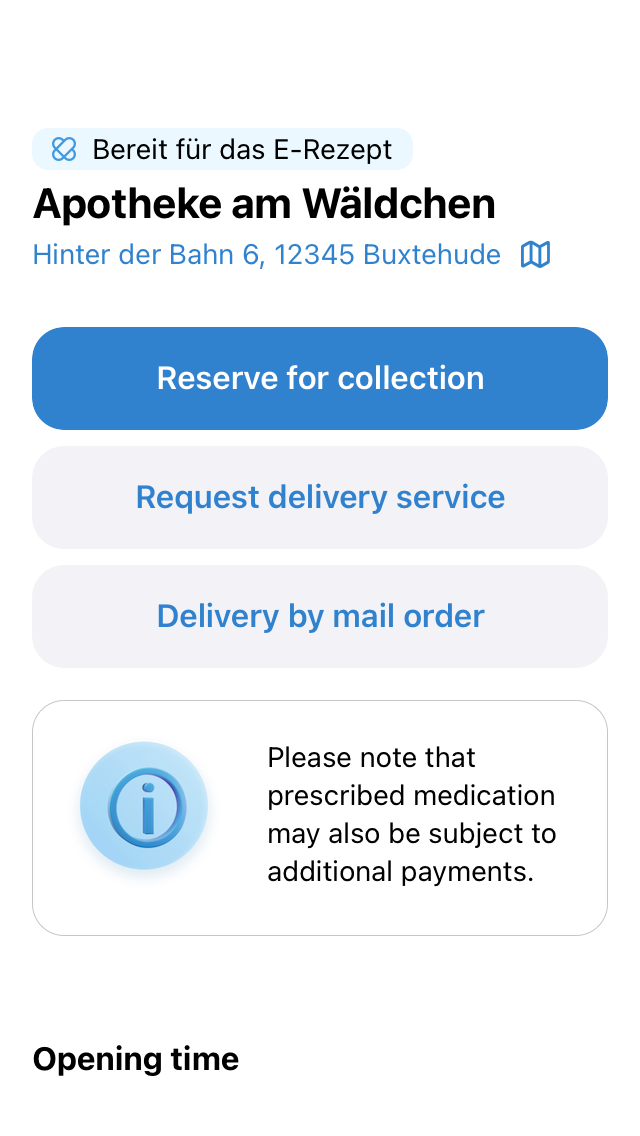 Bereit für das E-Rezept
Apotheke am Wäldchen
Hinter der Bahn 6, 12345 Buxtehude
Reserve for collection
Request delivery service
Delivery by mail order
Please note that
prescribed medication
may also be subject to
additional payments.
Opening time